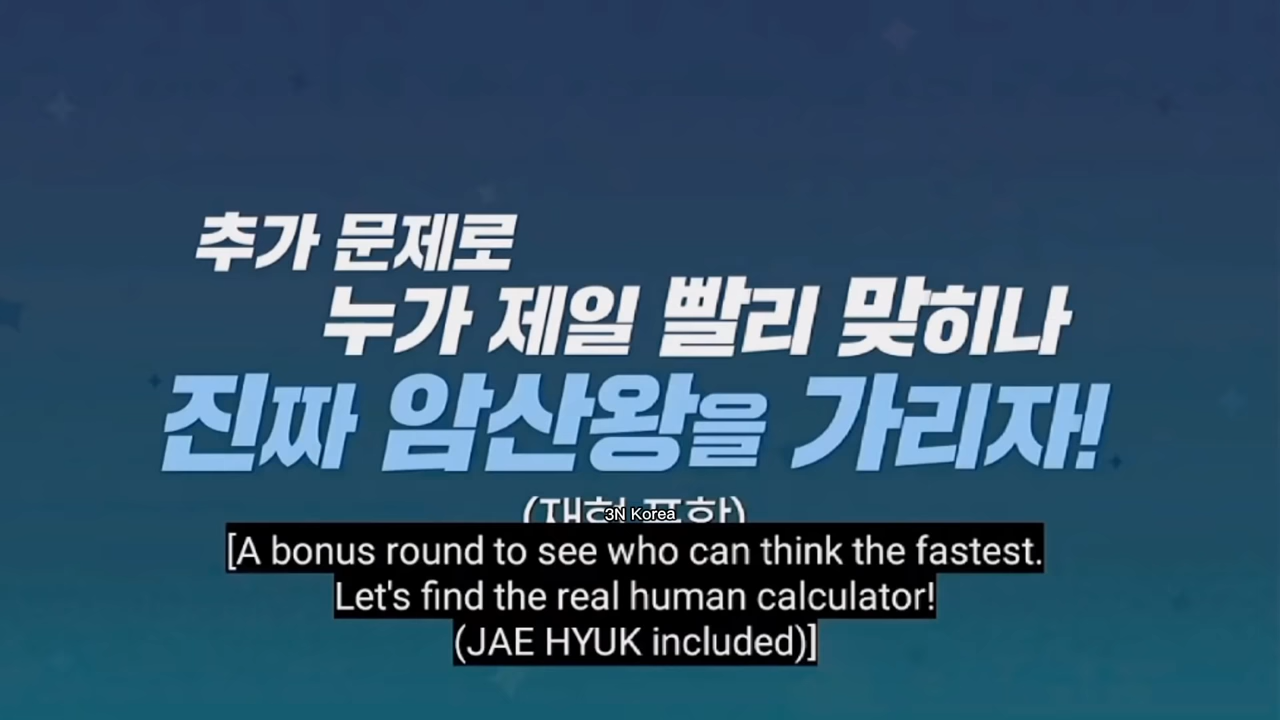 추가 문제로
누가 제일 빨리 맞히나
진짜 암산왕을 가리자!
3N Korea
[A bonus round to see who can think the fastest.
Let's find the real human calculator!
(JAE HYUK included)]